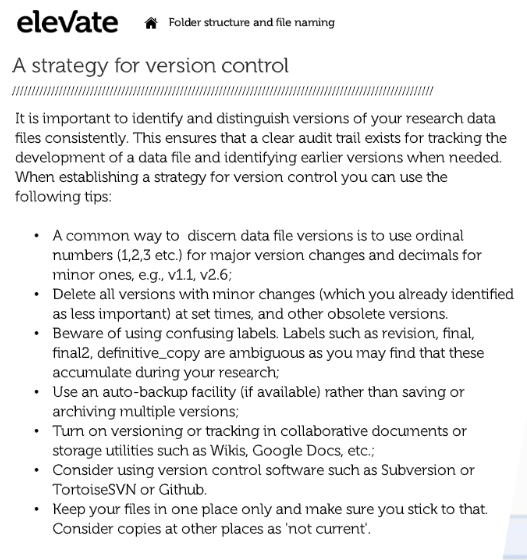 elevate Folder structure and file naming
A strategy for version control
It is important to identify and distinguish versions of your research data
files consistently. This ensures that a clear audit trail exists for tracking the
development of a data file and identifying earlier versions when needed.
When establishing a strategy for version control you can use the
following tips:
• A common way to discern data file versions is to use ordinal
numbers (1,2,3 etc.) for major version changes and decimals for
minor ones, e.g., v1.1, v2.6;
• Delete all versions with minor changes (which you already identified
as less important) at set times, and other obsolete versions.
• Beware of using confusing labels. Labels such as revision, final,
final2, definitive_copy are ambiguous as you may find that these
accumulate during your research;
• Use an auto-backup facility (if available) rather than saving or
archiving multiple versions;
• Turn on versioning or tracking in collaborative documents or
storage utilities such as Wikis, Google Docs, etc.;
• Consider using version control software such as Subversion or
TortoiseSVN or Github.
• Keep your files in one place only and make sure you stick to that.
Consider copies at other places as 'not current'.